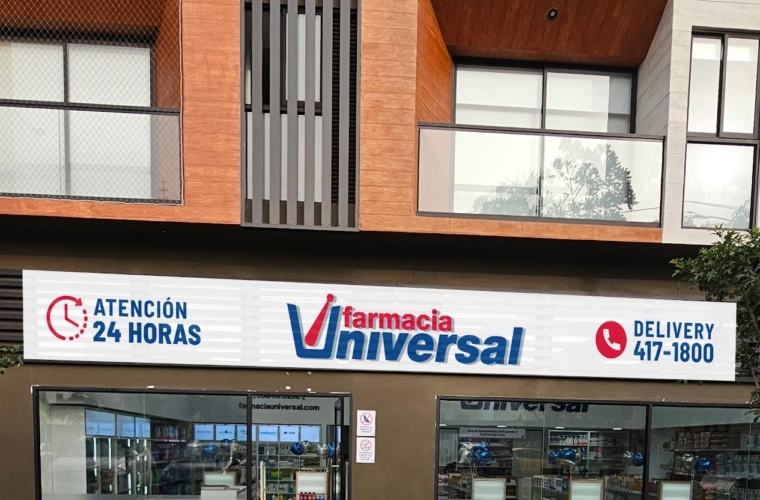 ATENCIÓN
24 HORAS
farmacia
Universal
DELIVERY
417-1800
farmaciauniversal.com
Universal